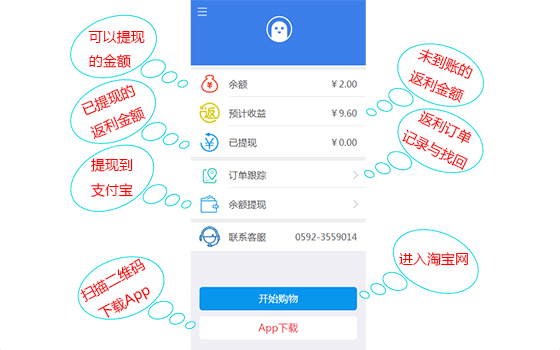 可以提现
的金额
已提现的
返利金额
提现到
支付宝
扫描二维码
下载App
余额 ￥2.00
返 预计收益 ￥9.60
已提现 ￥0.00
订单跟踪
余额提现
联系客服 0592-3559014
开始购物
App下载
未到账的
返利金额
返利订单
记录与找回
进入淘宝网